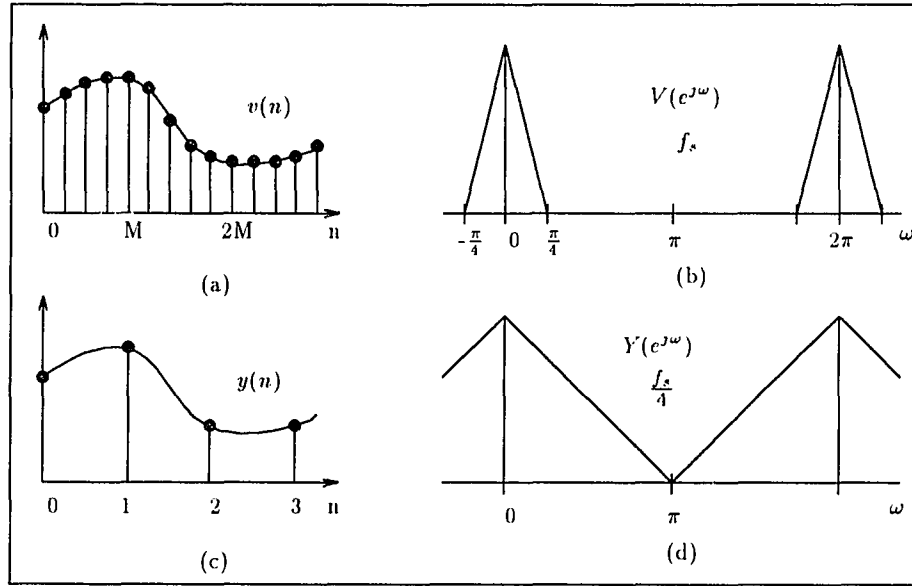 v(n)
0 M 2M n
(a)
V(e^{jω})
f_s
-π/4 0 π/4 π 2π ω
(b)
y(n)
0 1 2 3 n
(c)
Y(e^{jω})
f_s/4
0 π ω
(d)